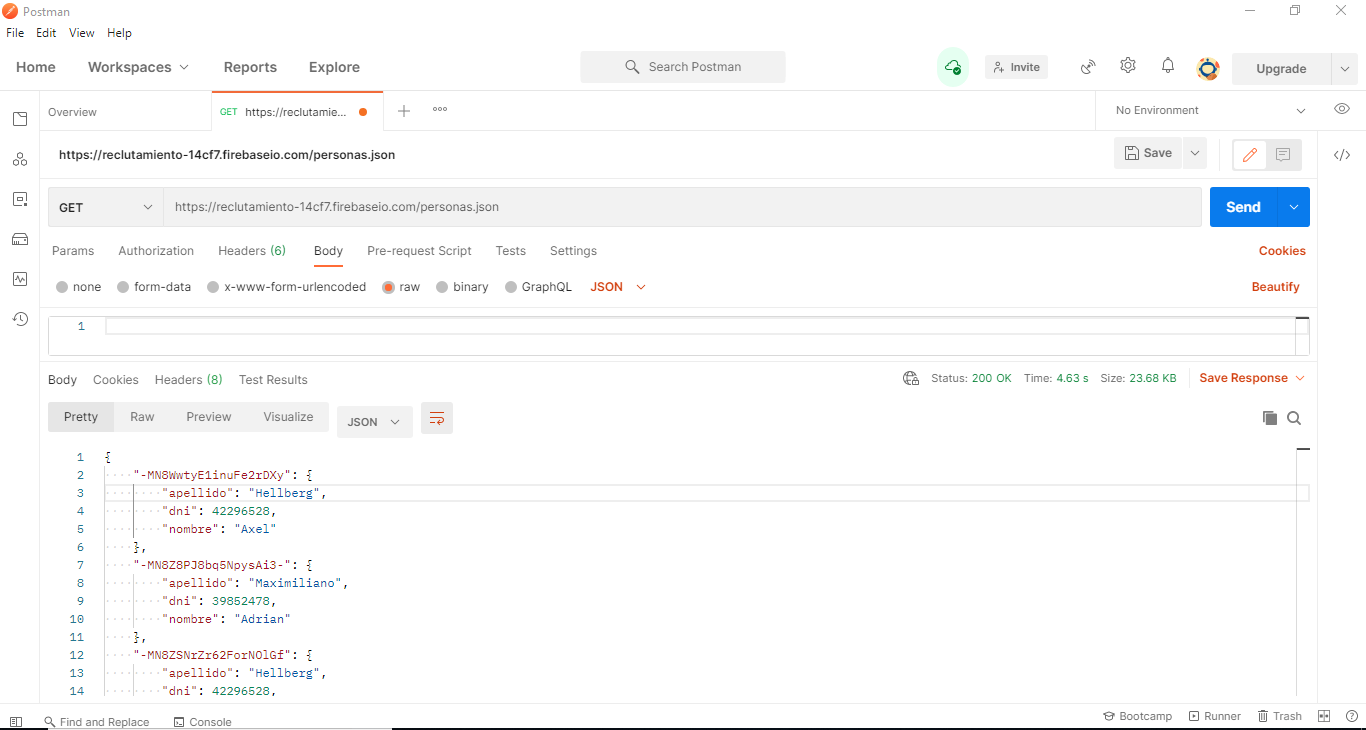 Postman
File Edit View Help
Home Workspaces Reports Explore Search Postman Invite Upgrade
Overview GET https://reclutamie... No Environment
https://reclutamiento-14cf7.firebaseio.com/personas.json Save
GET https://reclutamiento-14cf7.firebaseio.com/personas.json Send
Params Authorization Headers (6) Body Pre-request Script Tests Settings Cookies
none form-data x-www-form-urlencoded raw binary GraphQL JSON Beautify
1
Body Cookies Headers (8) Test Results Status: 200 OK Time: 4.63 s Size: 23.68 KB Save Response
Pretty Raw Preview Visualize JSON
1 {
2 "-MN8WwtyE1inuFe2rDXy": {
3 "apellido": "Hellberg",
4 "dni": 42296528,
5 "nombre": "Axel"
6 },
7 "-MN8Z8PJ8bq5NpysAi3-": {
8 "apellido": "Maximiliano",
9 "dni": 39852478,
10 "nombre": "Adrian"
11 },
12 "-MN8ZSNrZr62ForNOlGf": {
13 "apellido": "Hellberg",
14 "dni": 42296528,
Find and Replace Console Bootcamp Runner Trash